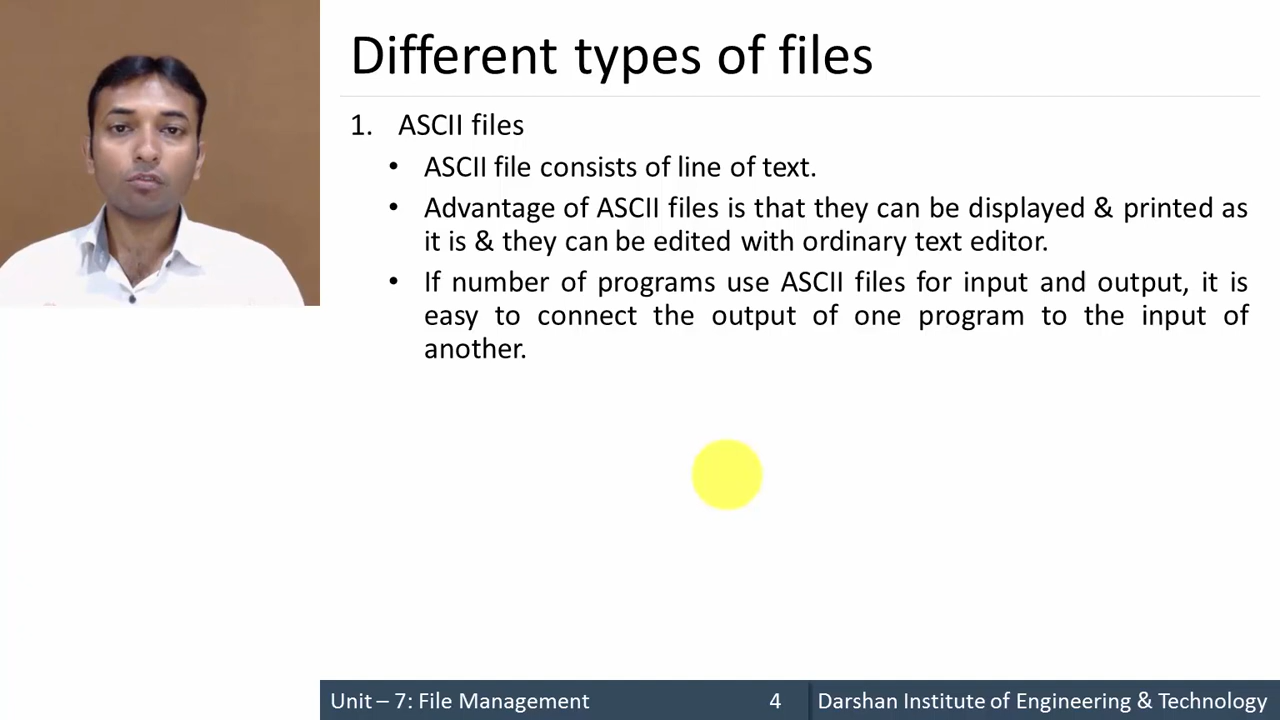 Different types of files
1. ASCII files
• ASCII file consists of line of text.
• Advantage of ASCII files is that they can be displayed & printed as
it is & they can be edited with ordinary text editor.
• If number of programs use ASCII files for input and output, it is
easy to connect the output of one program to the input of
another.
Unit – 7: File Management 4 Darshan Institute of Engineering & Technology